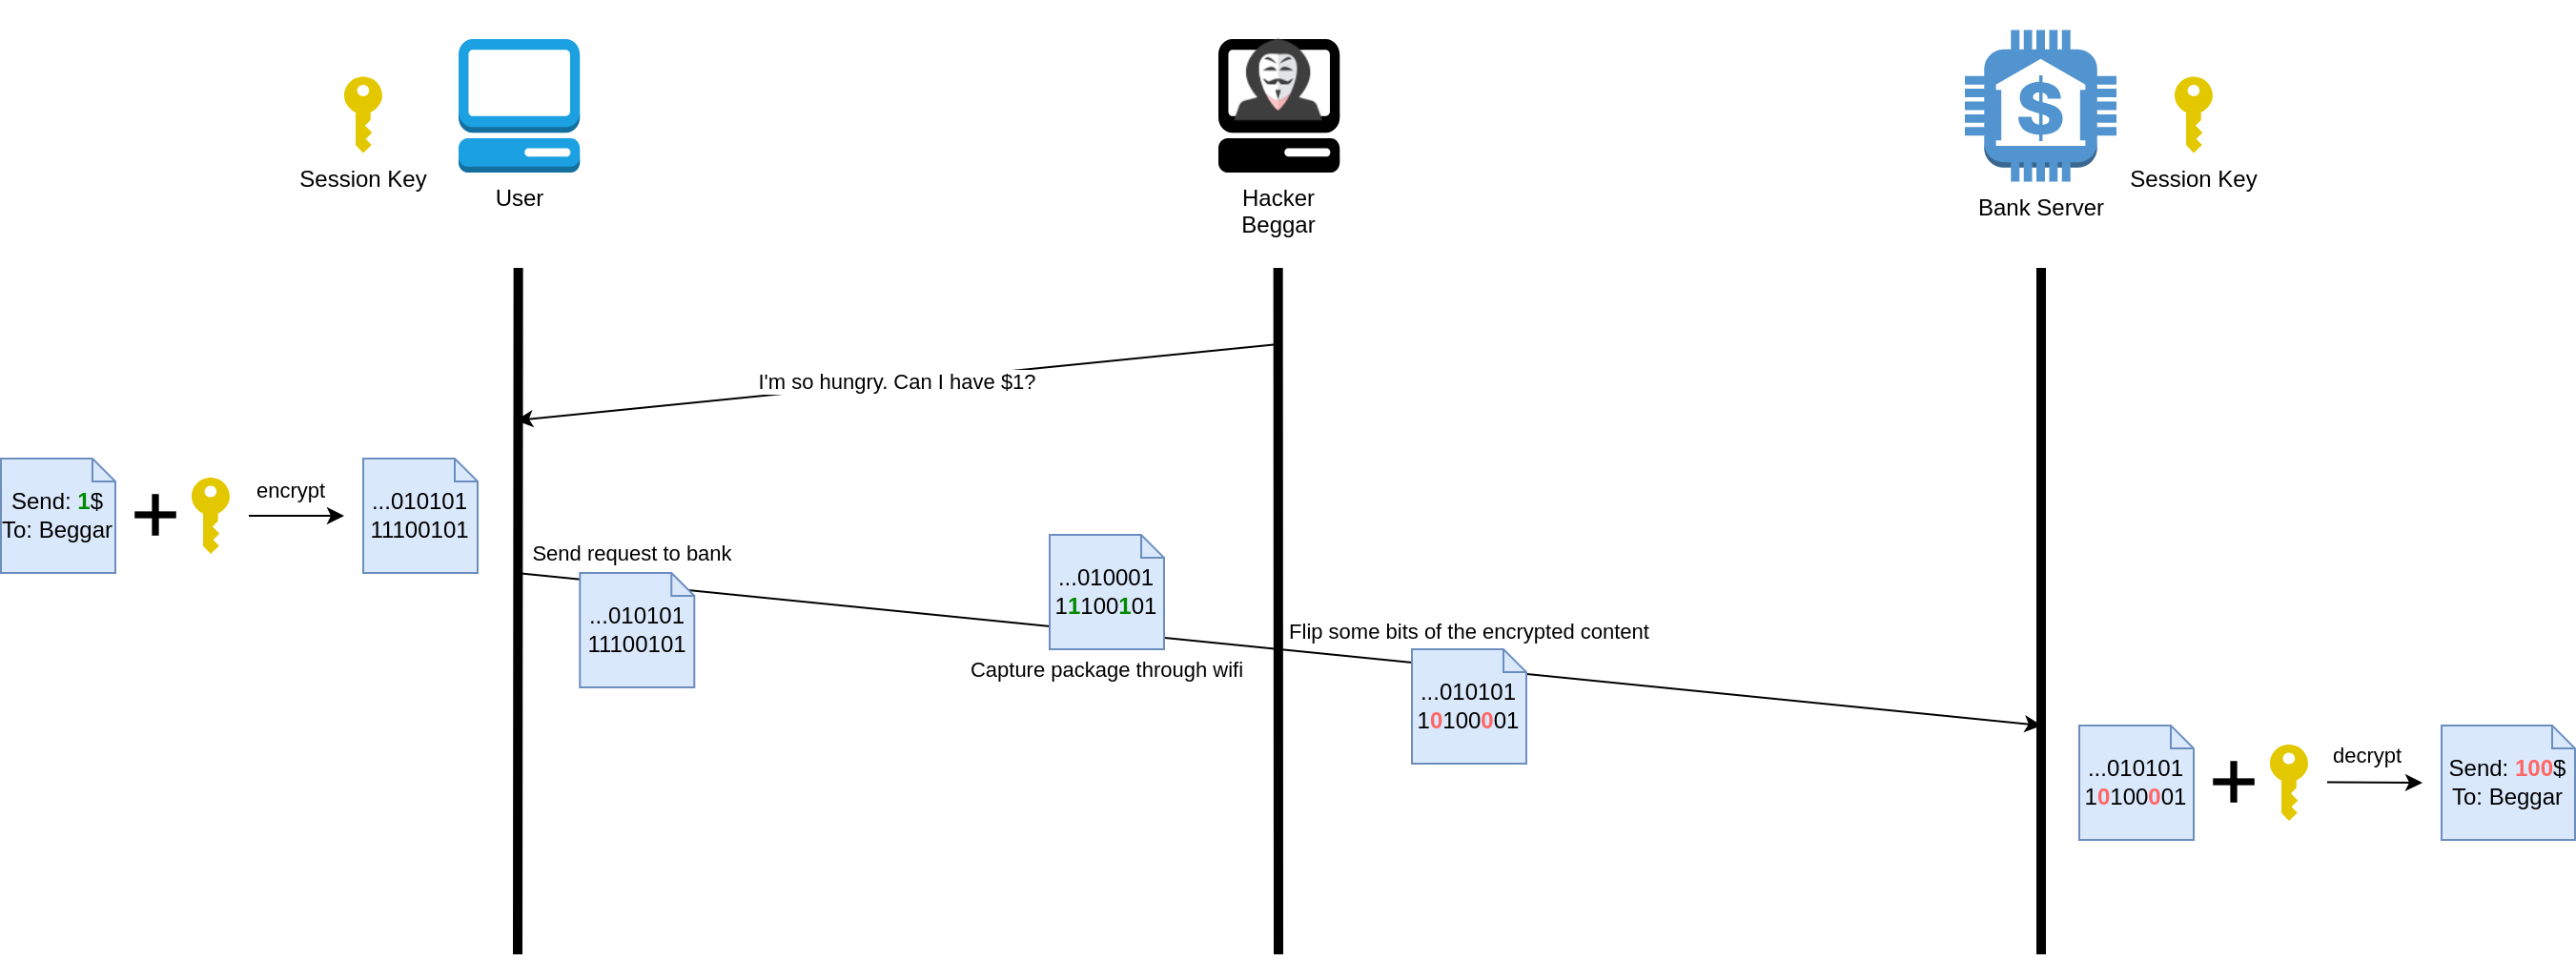 Session Key
User
Hacker
Beggar
Bank Server
Session Key
I'm so hungry. Can I have $1?
Send: 1$
To: Beggar
encrypt
...010101
11100101
Send request to bank
...010101
11100101
...010001
11100101
Capture package through wifi
Flip some bits of the encrypted content
...010101
10100001
...010101
10100001
decrypt
Send: 100$
To: Beggar